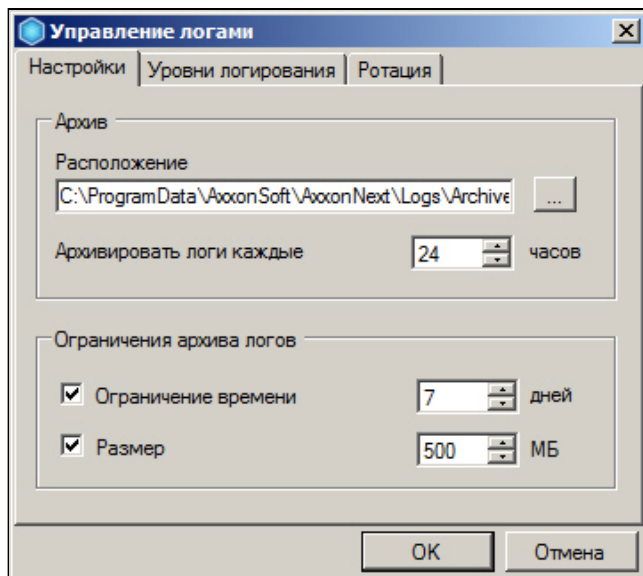 Управление логами
Настройки Уровни логирования Ротация
Архив
Расположение
C:\ProgramData\AxxonSoft\AxxonNext\Logs\Archive ...
Архивировать логи каждые 24 часов
Ограничения архива логов
Ограничение времени 7 дней
Размер 500 МБ
OK Отмена